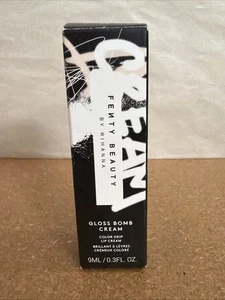 CREAM
FENTY BEAUTY
BY RIHANNA
GLOSS BOMB
CREAM
COLOR DRIP
LIP CREAM
BRILLANT À LÈVRES
CRÉMEUX COLORÉ
9ML / 0.3FL. OZ.